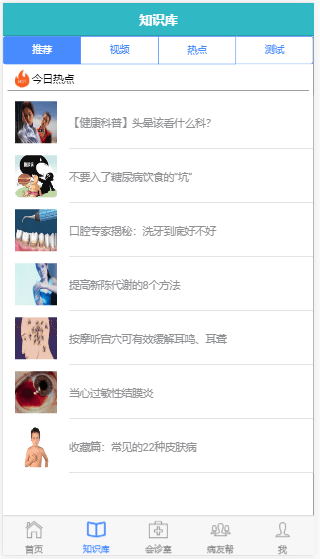 知识库
推荐 视频 热点 测试
HOT 今日热点
【健康科普】头晕该看什么科？
不要入了糖尿病饮食的“坑”
口腔专家揭秘：洗牙到底好不好
提高新陈代谢的8个方法
按摩听宫穴可有效缓解耳鸣、耳聋
当心过敏性结膜炎
收藏篇：常见的22种皮肤病
首页 知识库 会诊室 病友帮 我